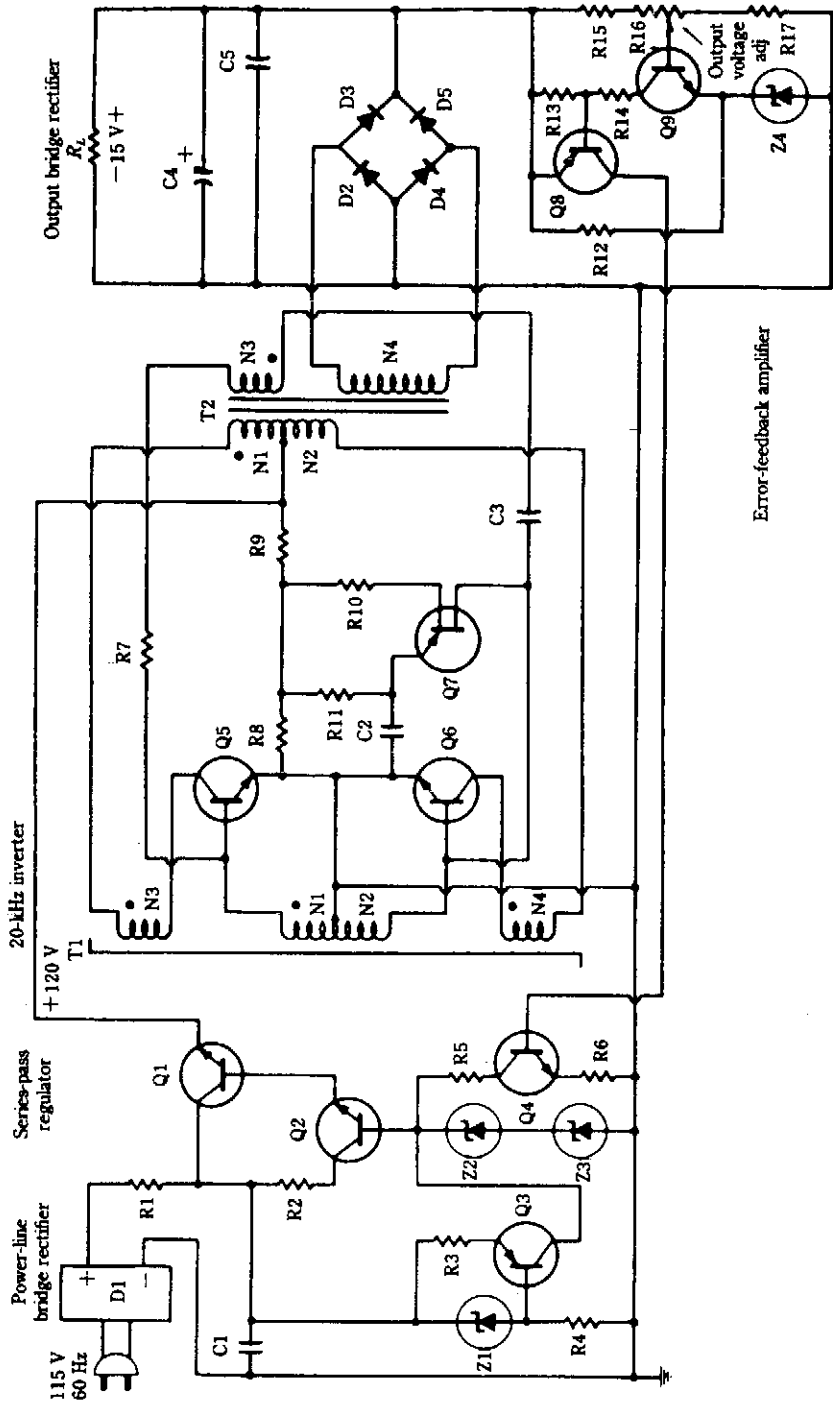 Power-line
bridge rectifier
Series-pass
regulator
20-kHz inverter
Output bridge rectifier
115 V
60 Hz
D1
+
−
R1
Q1
+120 V
T1
R2
Q2
C1
R3
Q3
Z1
R4
Z2
Z3
R5
Q4
R6
N3
N1
N2
N4
R7
Q5
R8
R9
R11
C2
R10
Q6
Q7
C3
T2
N1
N2
N3
N4
RL
−15 V +
C4
+
C5
D2
D3
D4
D5
R12
Q8
R13
R14
Q9
Z4
R15
R16
R17
Output
voltage
adj
Error-feedback amplifier